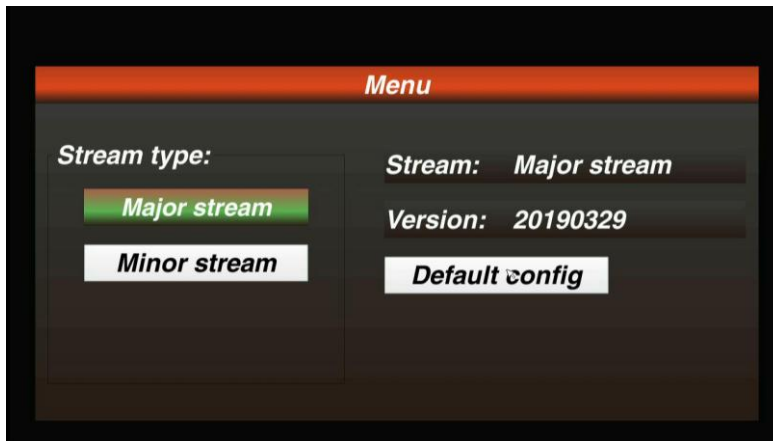 Menu
Stream type:
Major stream
Minor stream
Stream: Major stream
Version: 20190329
Default config